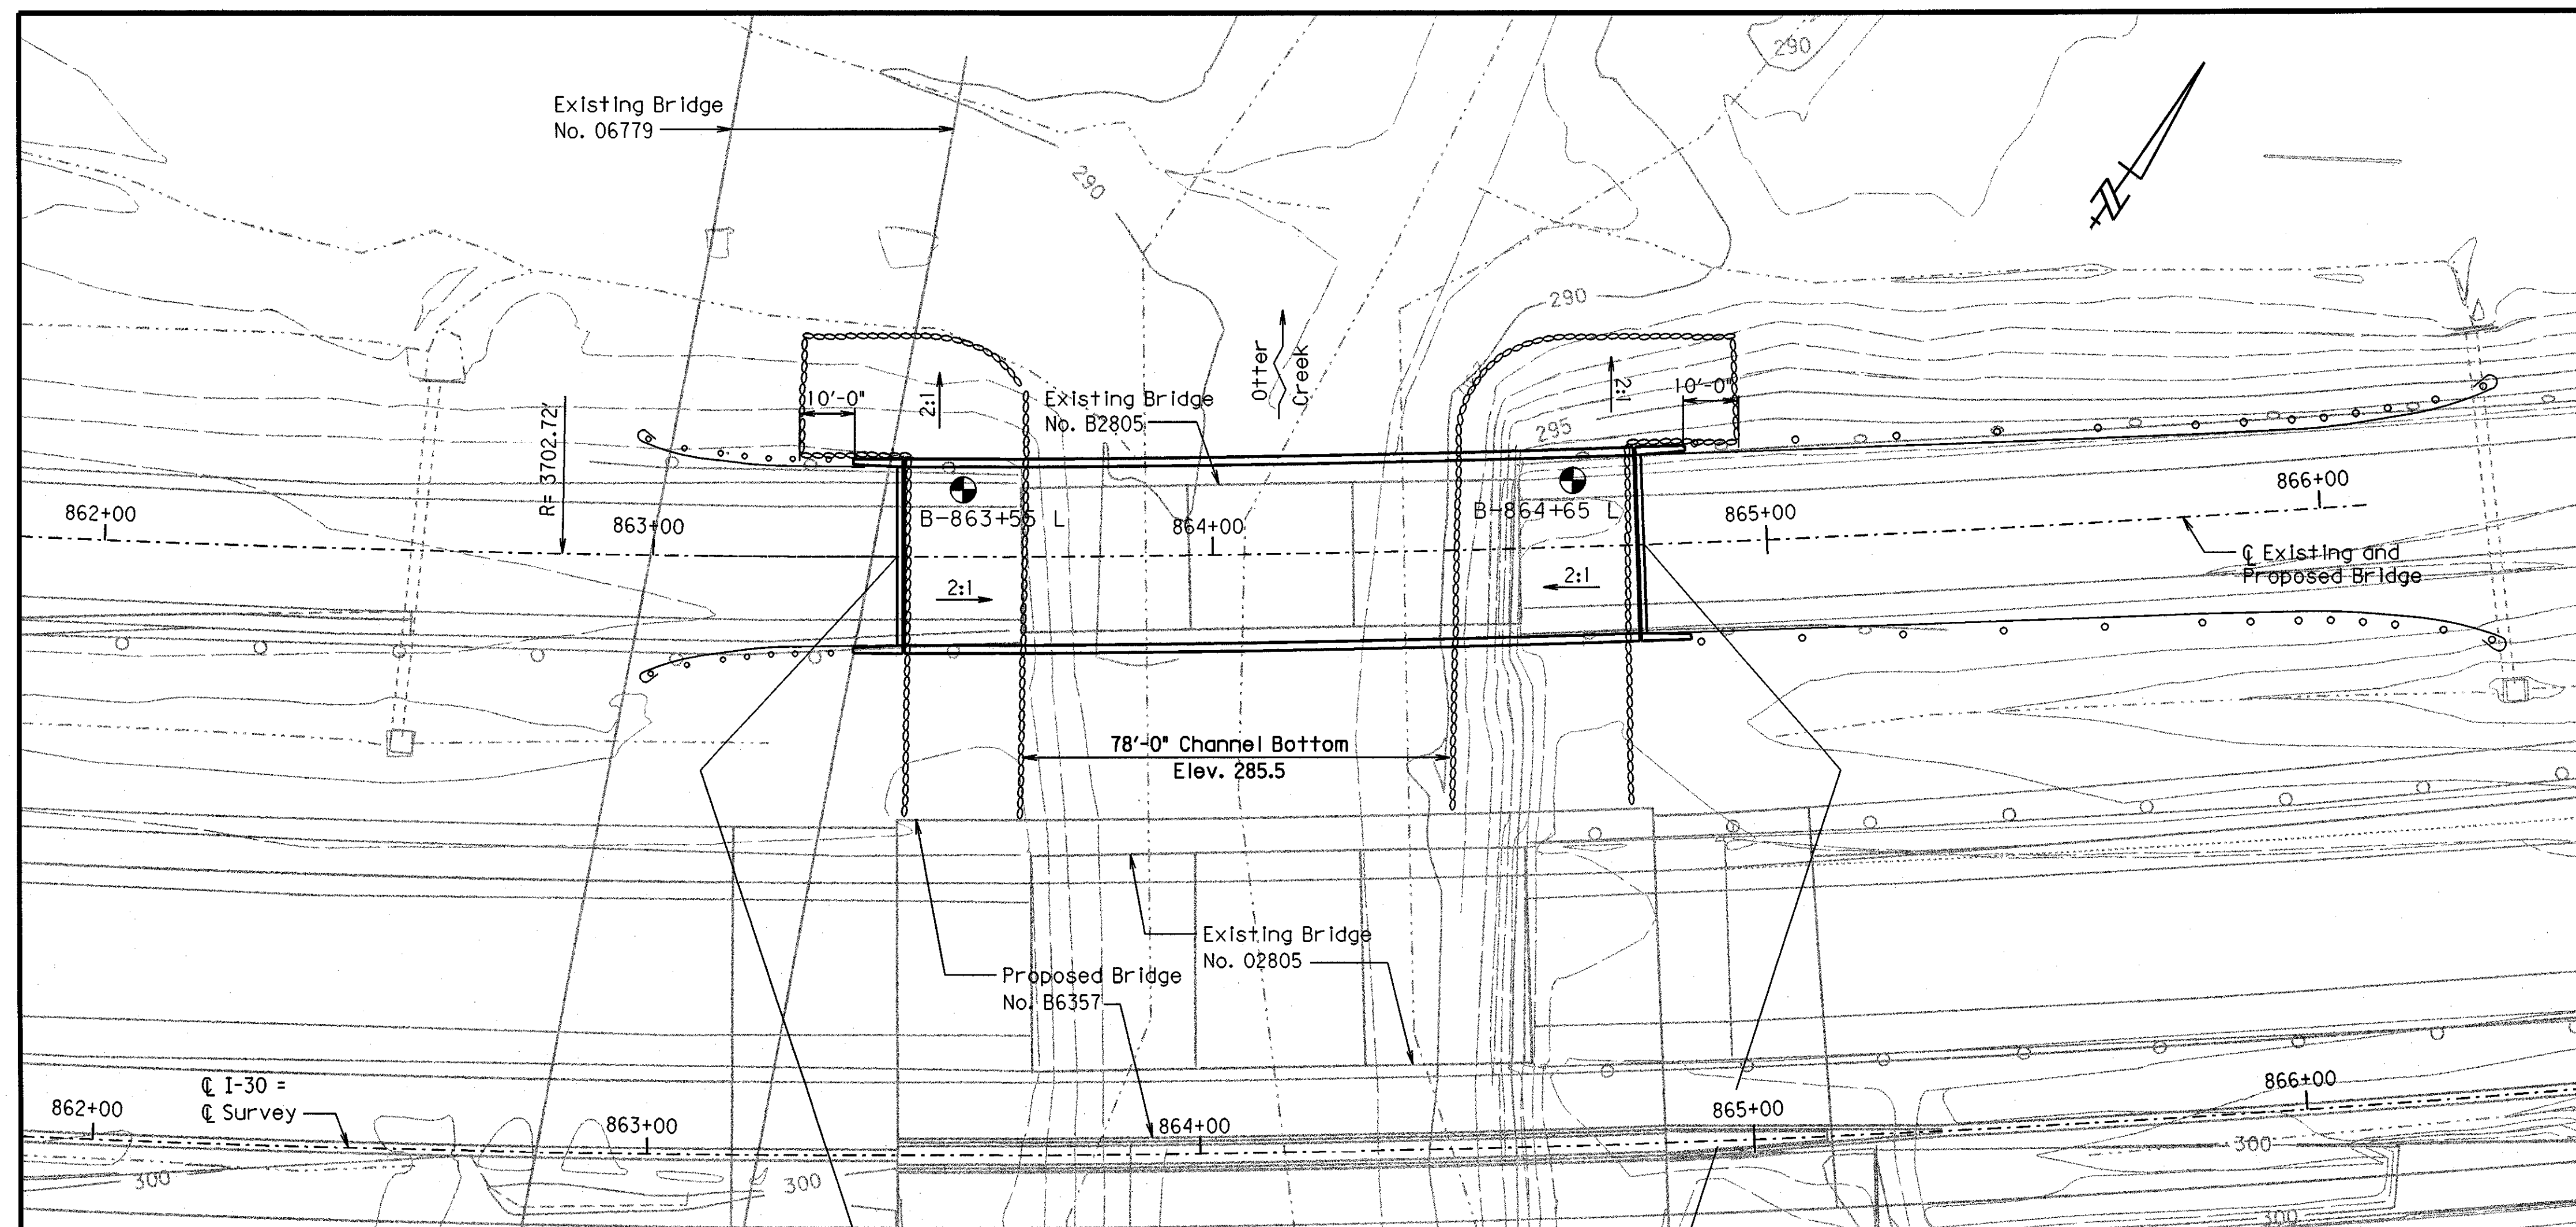 290
Existing Bridge
No. 06779
N
290
290
Otter
Creek
10'-0"
2:1
Existing Bridge
No. B2805
2:1
10'-0"
295
R= 3702.72'
862+00
863+00
B-863+55 L
864+00
B-864+65 L
865+00
866+00
℄ Existing and
Proposed Bridge
2:1
2:1
78'-0" Channel Bottom
Elev. 285.5
Existing Bridge
No. 02805
Proposed Bridge
No. B6357
℄ I-30 =
℄ Survey
862+00
863+00
864+00
865+00
866+00
300
300
300
300